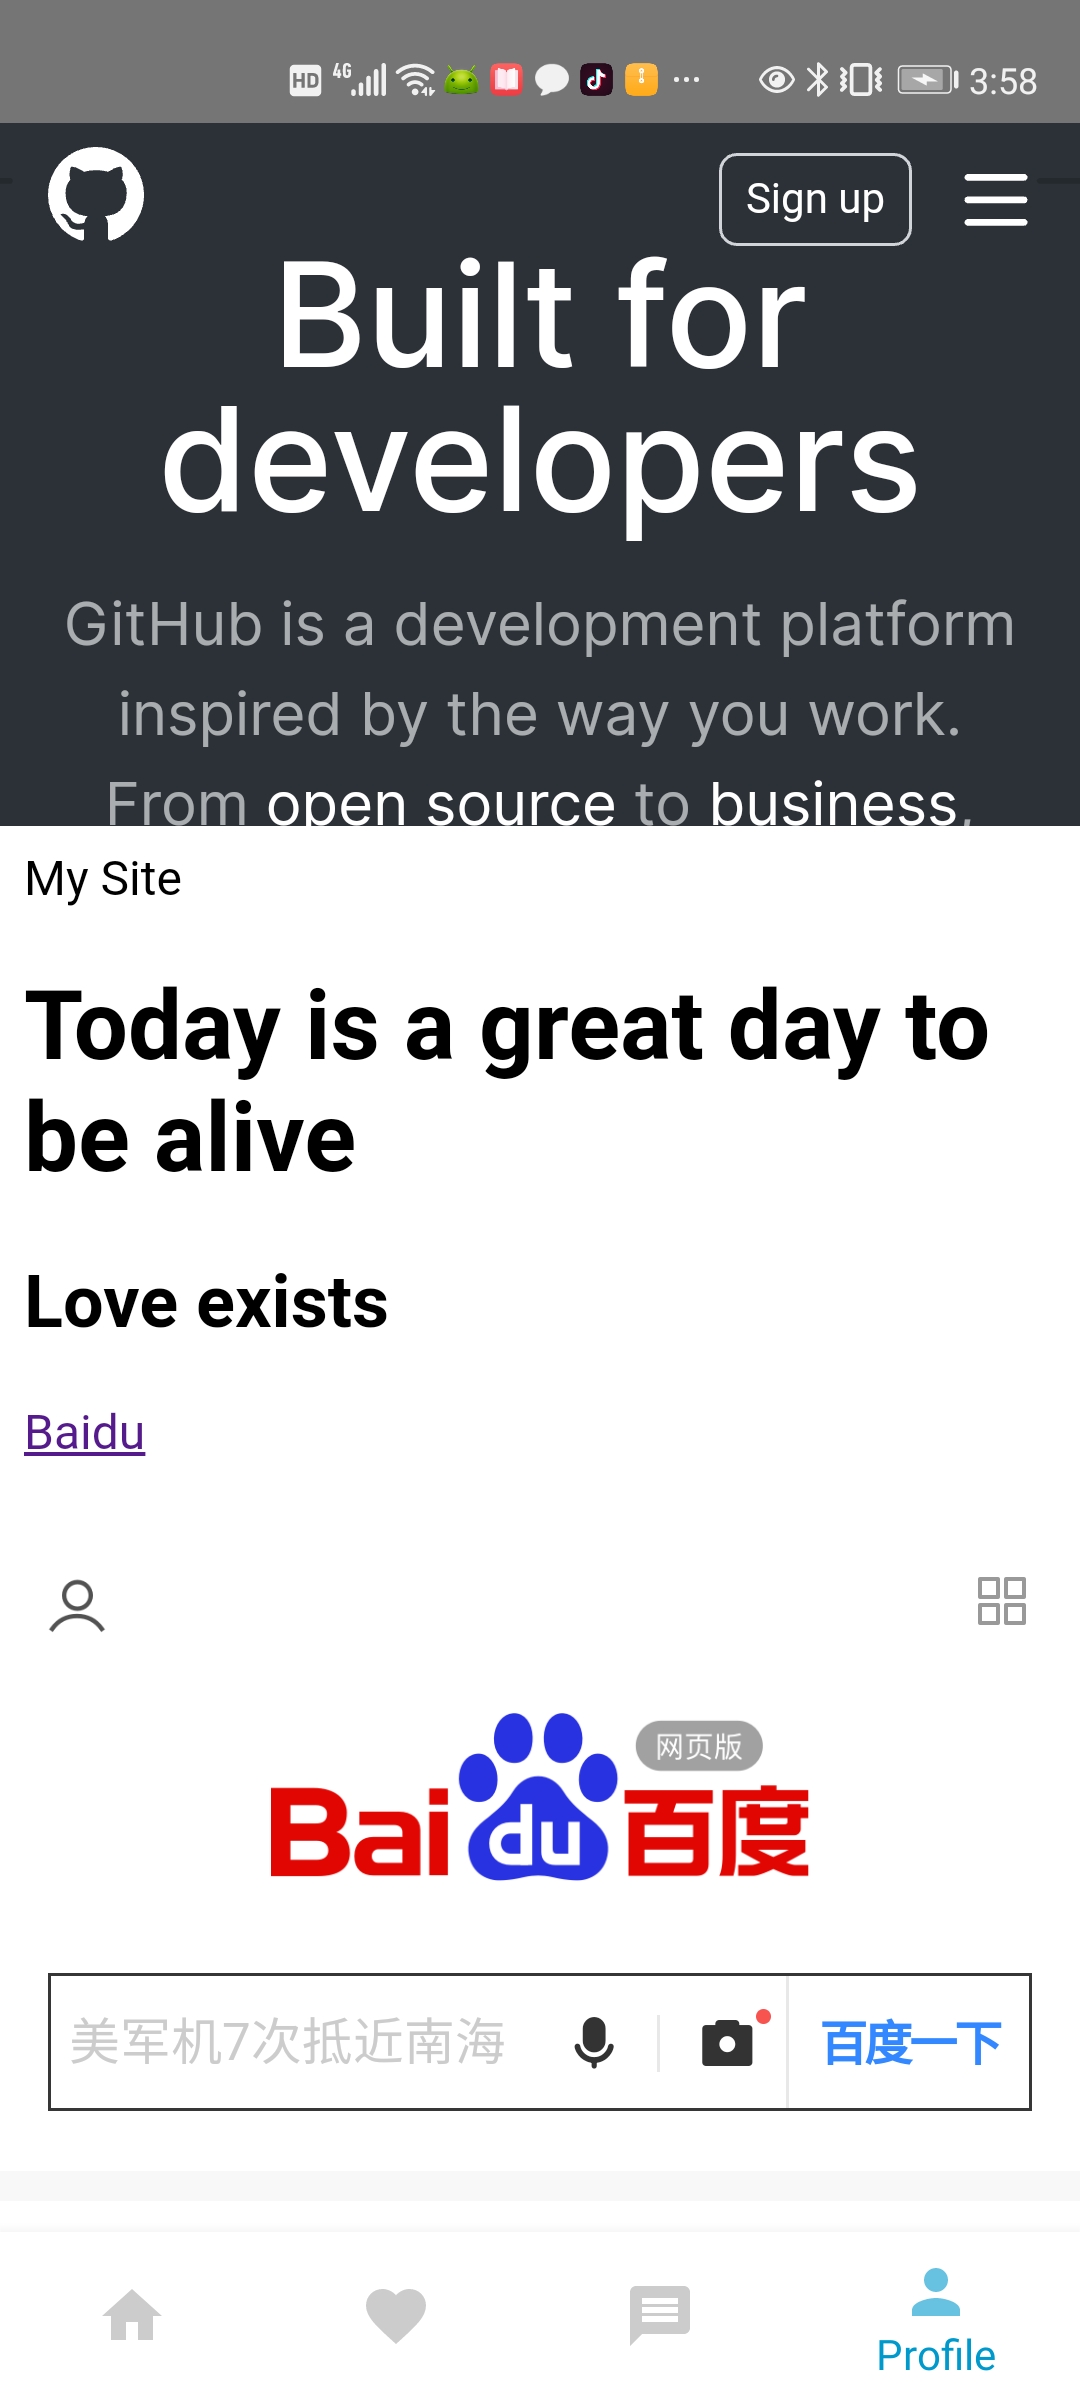 HD 4G 3:58
Sign up
Built for
developers
GitHub is a development platform
inspired by the way you work.
From open source to business,
My Site
Today is a great day to
be alive
Love exists
Baidu
网页版
Bai du 百度
美军机7次抵近南海 百度一下
Profile